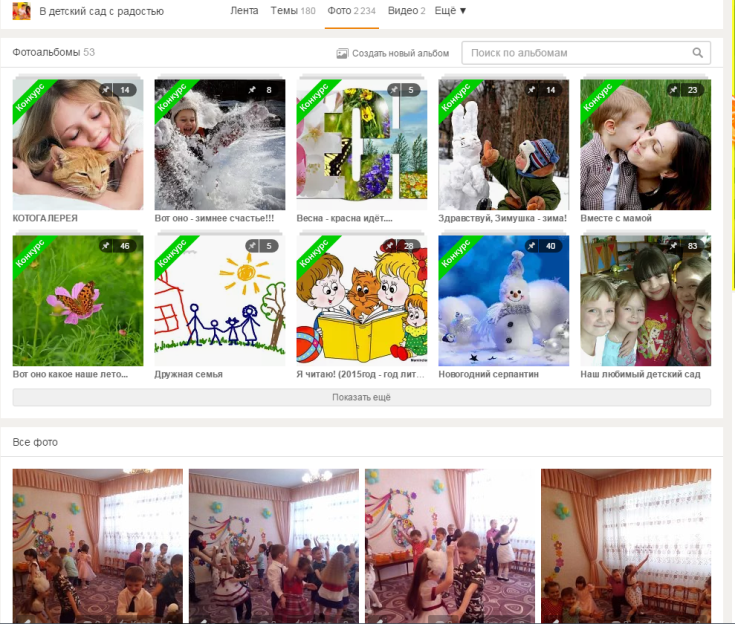 В детский сад с радостью
Лента Темы 180 Фото 2 234 Видео 2 Ещё ▼
Фотоальбомы 53
Создать новый альбом
Поиск по альбомам
Конкурс 14
Конкурс 8
Конкурс 5
Конкурс 14
Конкурс 23
КОТОГАЛЕРЕЯ
Вот оно - зимнее счастье!!!
Весна - красна идёт....
Здравствуй, Зимушка - зима!
Вместе с мамой
Конкурс 46
Конкурс 5
Конкурс 28
Конкурс 40
83
Вот оно какое наше лето...
Дружная семья
Я читаю! (2015год - год лит...
Новогодний серпантин
Наш любимый детский сад
Показать ещё
Все фото